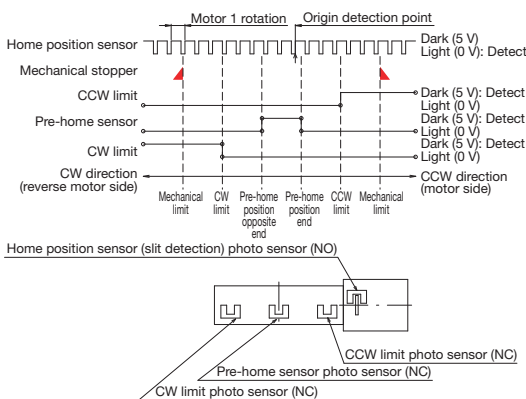 Motor 1 rotation
Origin detection point
Home position sensor
Dark (5 V)
Light (0 V): Detect
Mechanical stopper
CCW limit
Dark (5 V): Detect
Light (0 V)
Pre-home sensor
Dark (5 V): Detect
Light (0 V)
CW limit
Dark (5 V): Detect
Light (0 V)
CW direction
(reverse motor side)
CCW direction
(motor side)
Mechanical
limit
CW
limit
Pre-home
position
opposite
end
Pre-home
position
end
CCW
limit
Mechanical
limit
Home position sensor (slit detection) photo sensor (NO)
CCW limit photo sensor (NC)
Pre-home sensor photo sensor (NC)
CW limit photo sensor (NC)